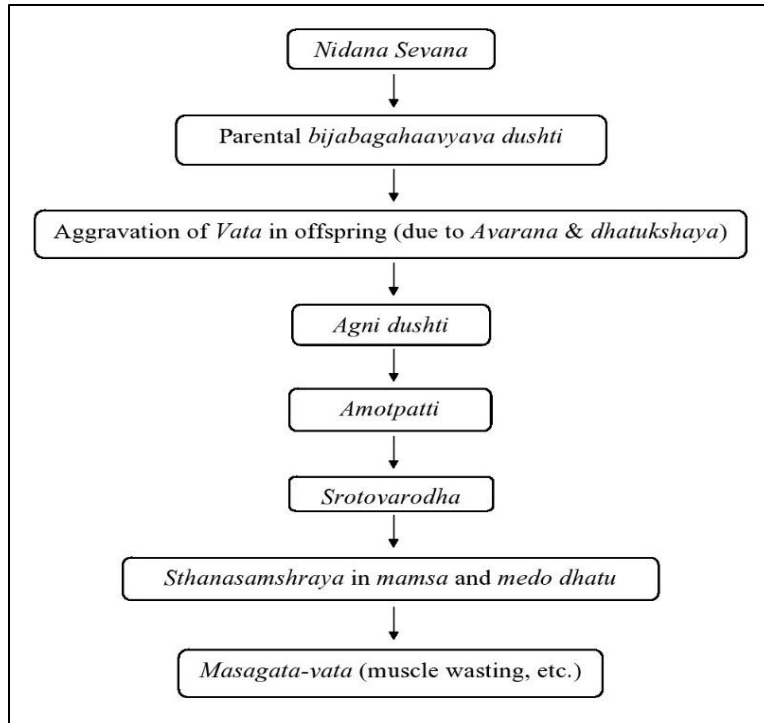 Nidana Sevana
Parental bijabagahaavyava dushti
Aggravation of Vata in offspring (due to Avarana & dhatukshaya)
Agni dushti
Amotpatti
Srotovarodha
Sthanasamshraya in mamsa and medo dhatu
Masagata-vata (muscle wasting, etc.)